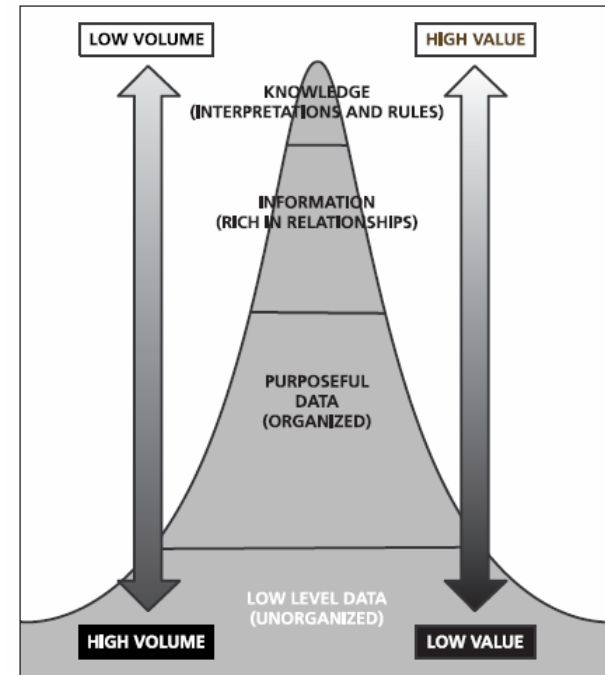 LOW VOLUME
HIGH VALUE
KNOWLEDGE
(INTERPRETATIONS AND RULES)
INFORMATION
(RICH IN RELATIONSHIPS)
PURPOSEFUL
DATA
(ORGANIZED)
LOW LEVEL DATA
(UNORGANIZED)
HIGH VOLUME
LOW VALUE